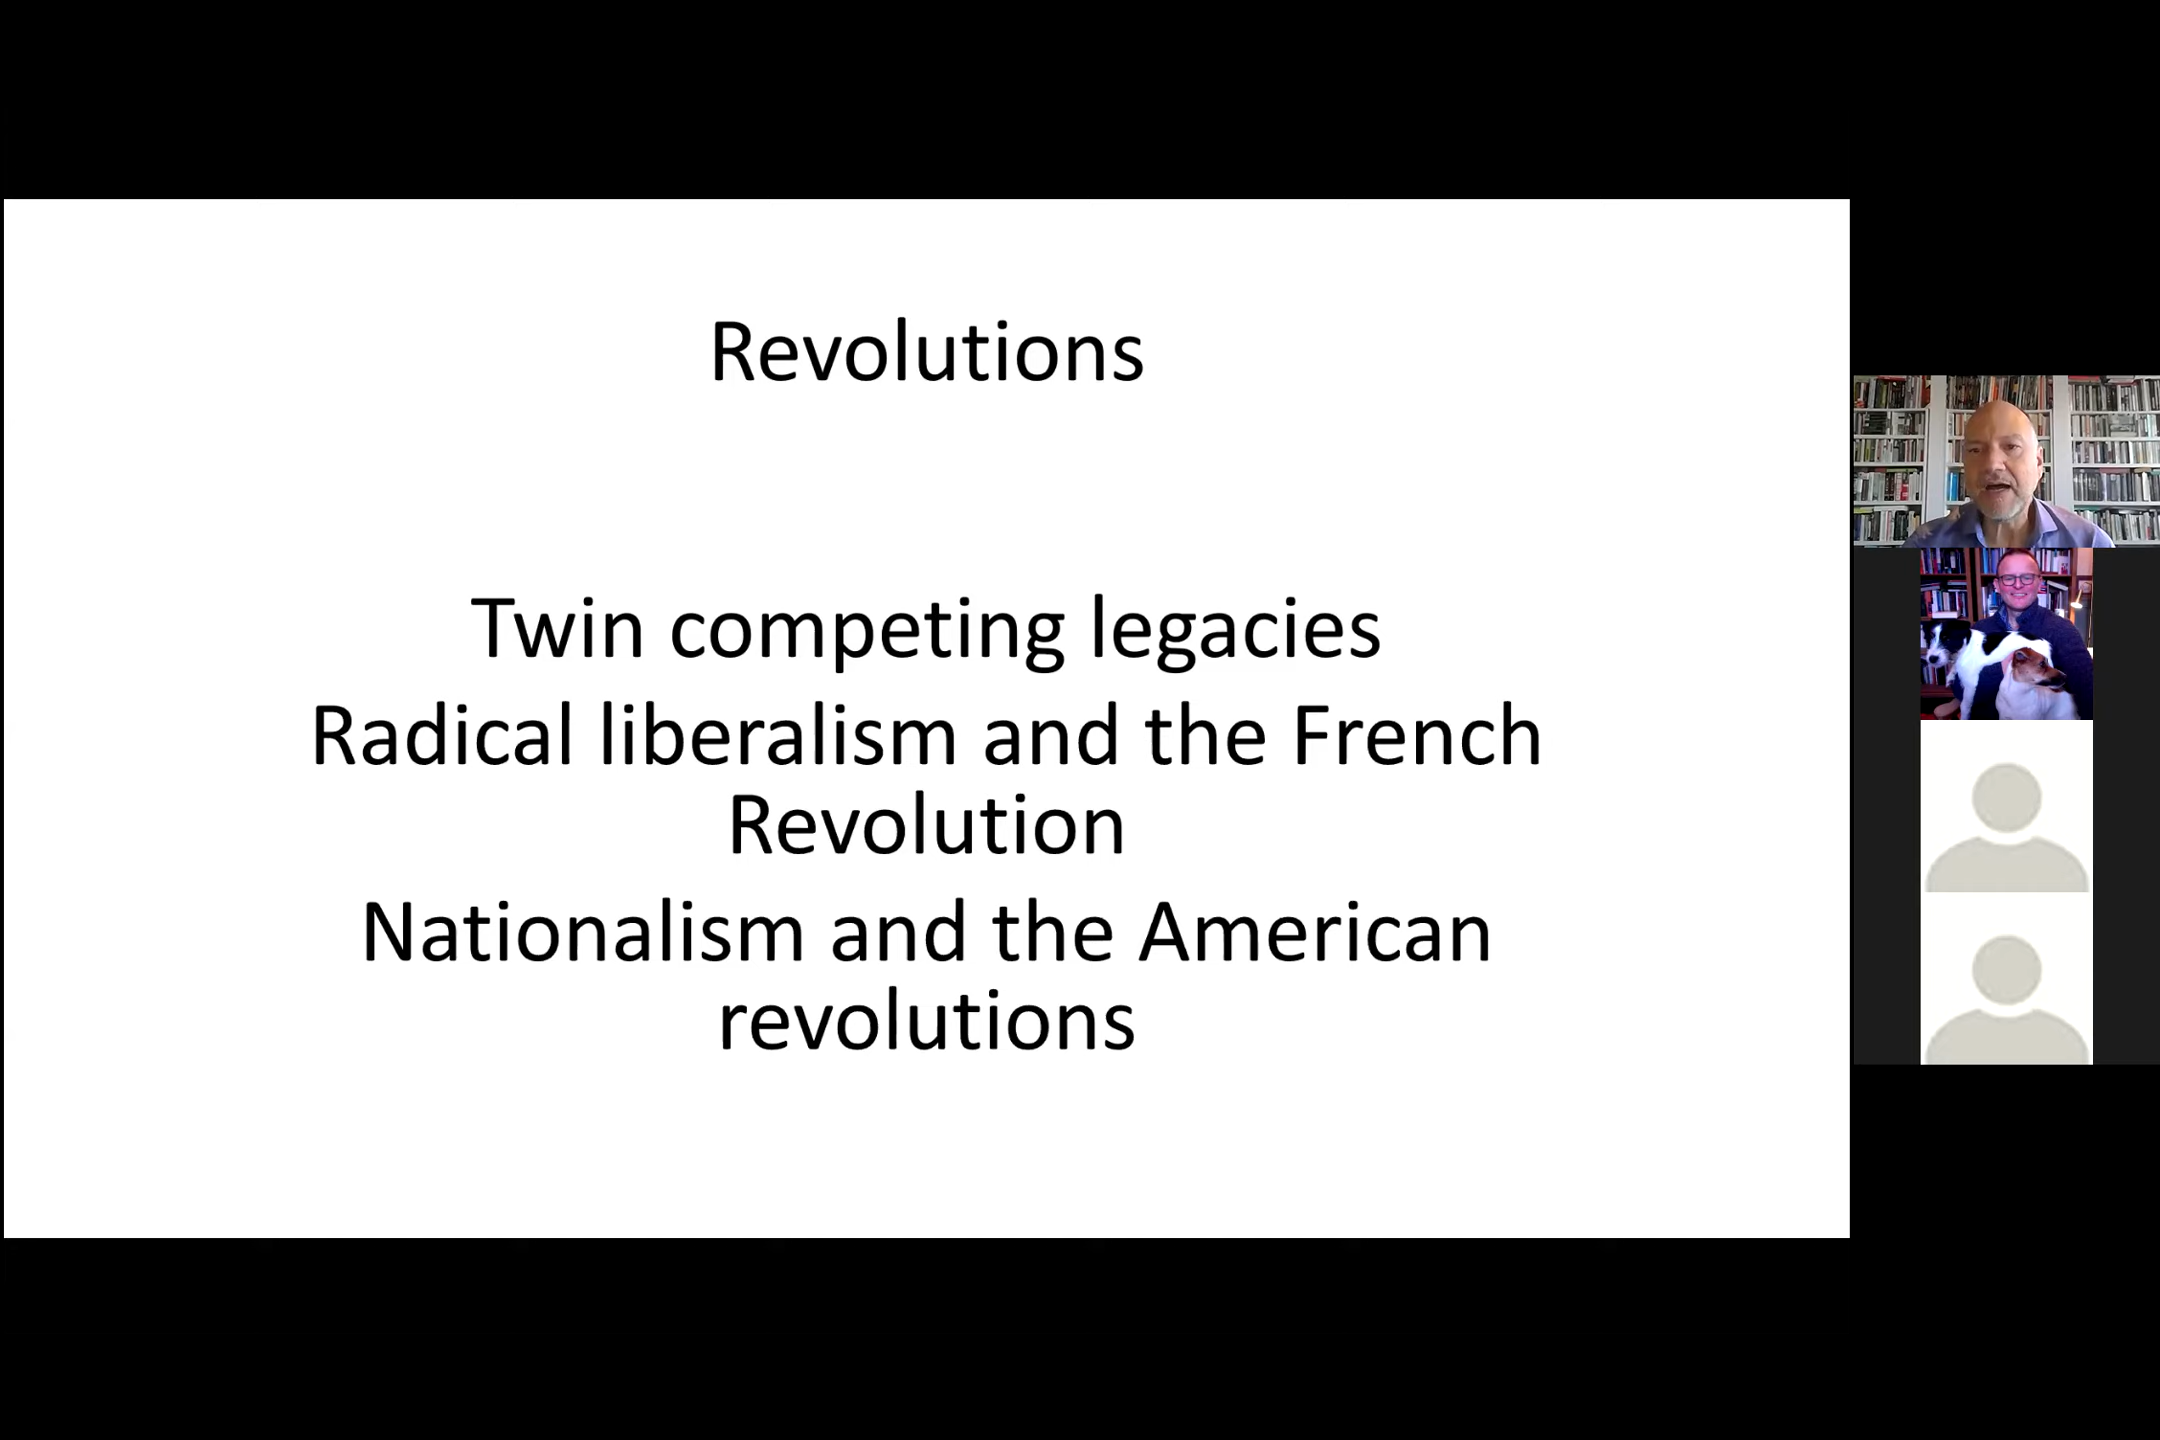 Revolutions
Twin competing legacies
Radical liberalism and the French
Revolution
Nationalism and the American
revolutions